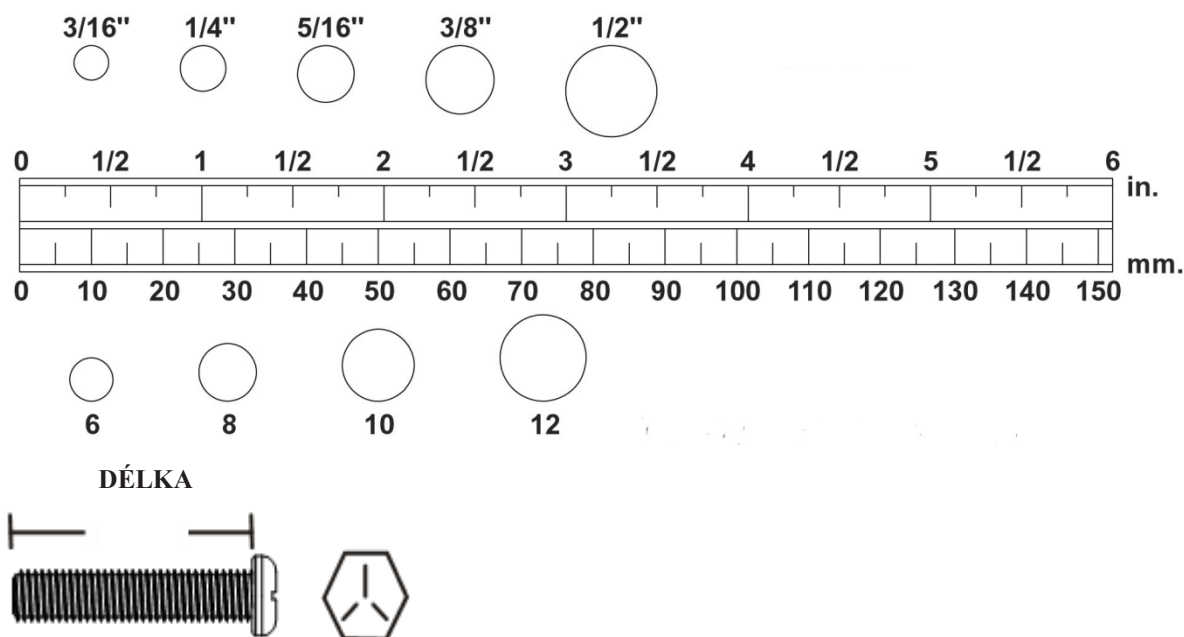 3/16" 1/4" 5/16" 3/8" 1/2"
0 1/2 1 1/2 2 1/2 3 1/2 4 1/2 5 1/2 6
in.
mm.
0 10 20 30 40 50 60 70 80 90 100 110 120 130 140 150
6 8 10 12
DÉLKA